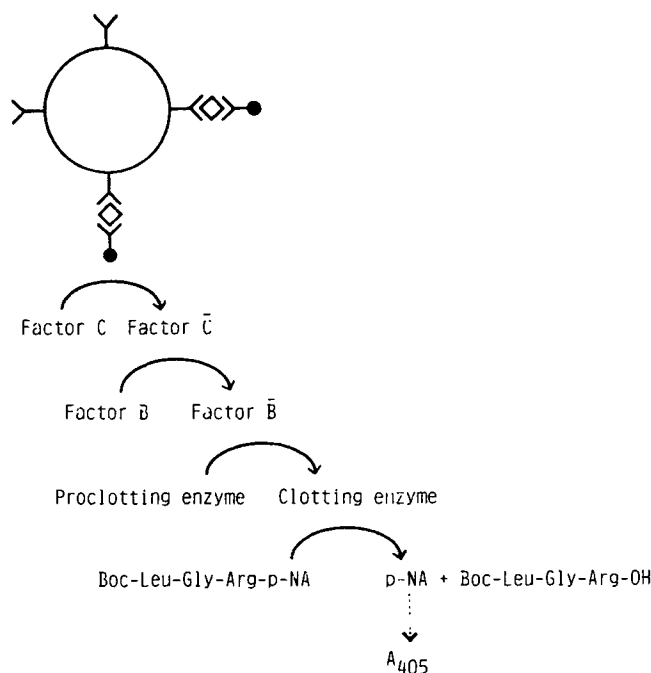 Factor C Factor C̄
Factor B Factor B̄
Proclotting enzyme Clotting enzyme
Boc-Leu-Gly-Arg-p-NA p-NA + Boc-Leu-Gly-Arg-OH
A405